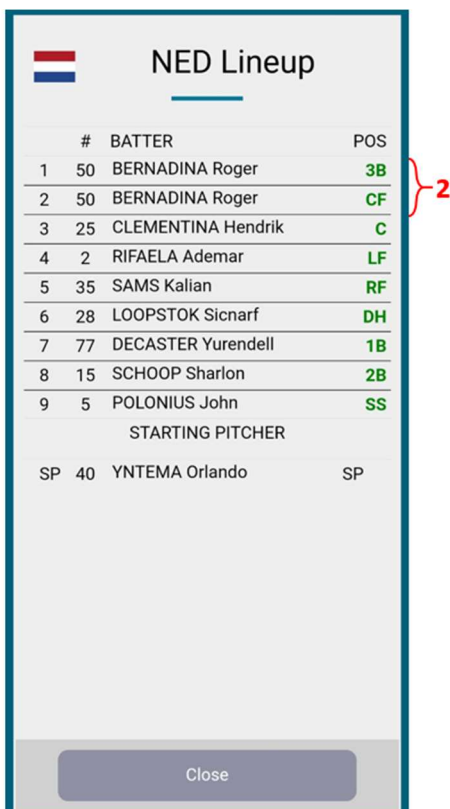 NED Lineup
# BATTER POS
1 50 BERNADINA Roger 3B
2 50 BERNADINA Roger CF
2
3 25 CLEMENTINA Hendrik C
4 2 RIFAELA Ademar LF
5 35 SAMS Kalian RF
6 28 LOOPSTOK Sicnarf DH
7 77 DECASTER Yurendell 1B
8 15 SCHOOP Sharlon 2B
9 5 POLONIUS John SS
STARTING PITCHER
SP 40 YNTEMA Orlando SP
Close